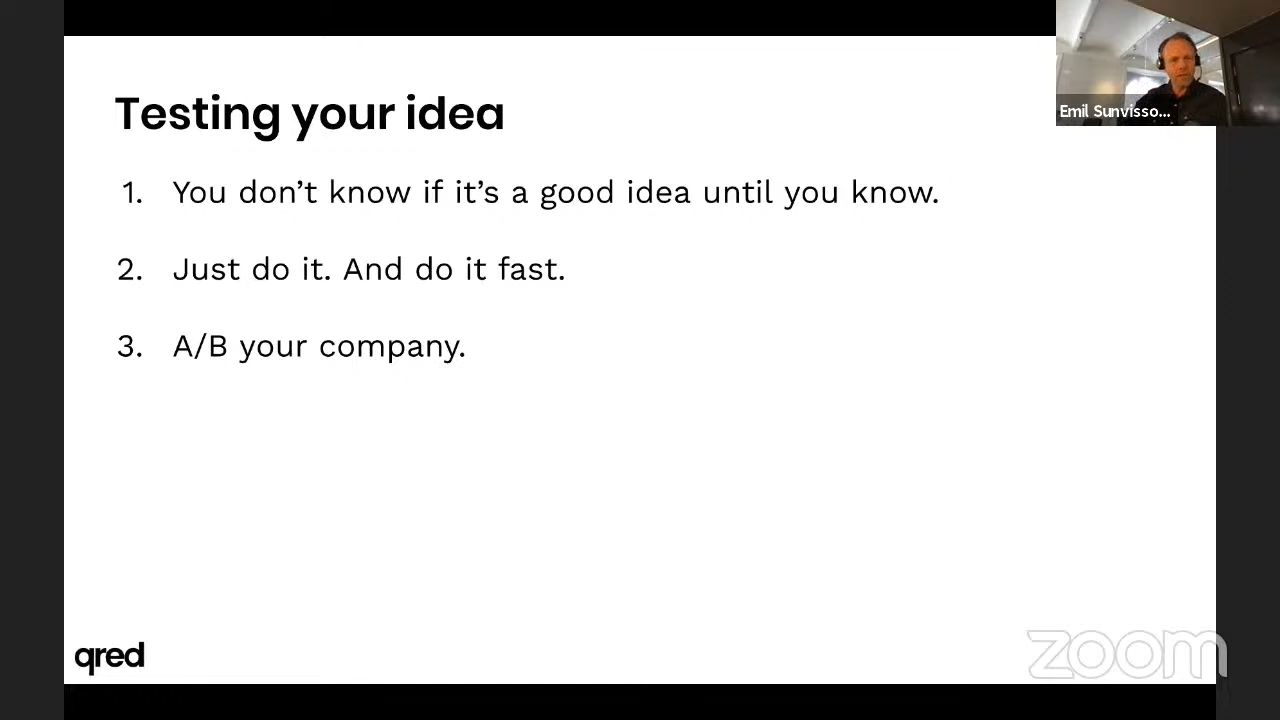 Testing your idea
Emil Sunvisso...
1. You don’t know if it’s a good idea until you know.
2. Just do it. And do it fast.
3. A/B your company.
qred
zoom